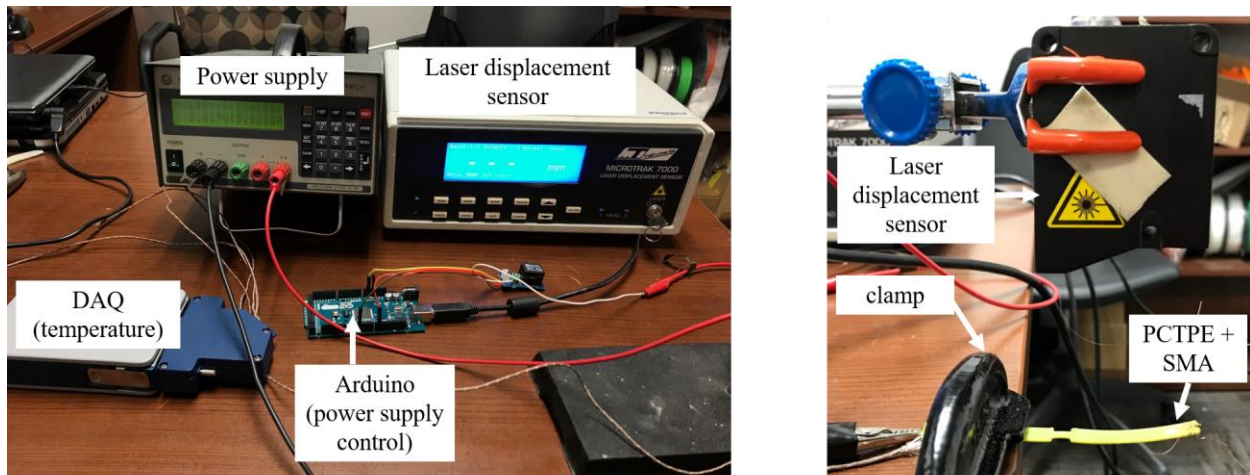 Power supply
Laser displacement
sensor
MICROTRAK 7000
LASER DISPLACEMENT SENSOR
mm
OUTPUT
DAQ
(temperature)
Arduino
(power supply
control)
Laser
displacement
sensor
clamp
PCTPE +
SMA